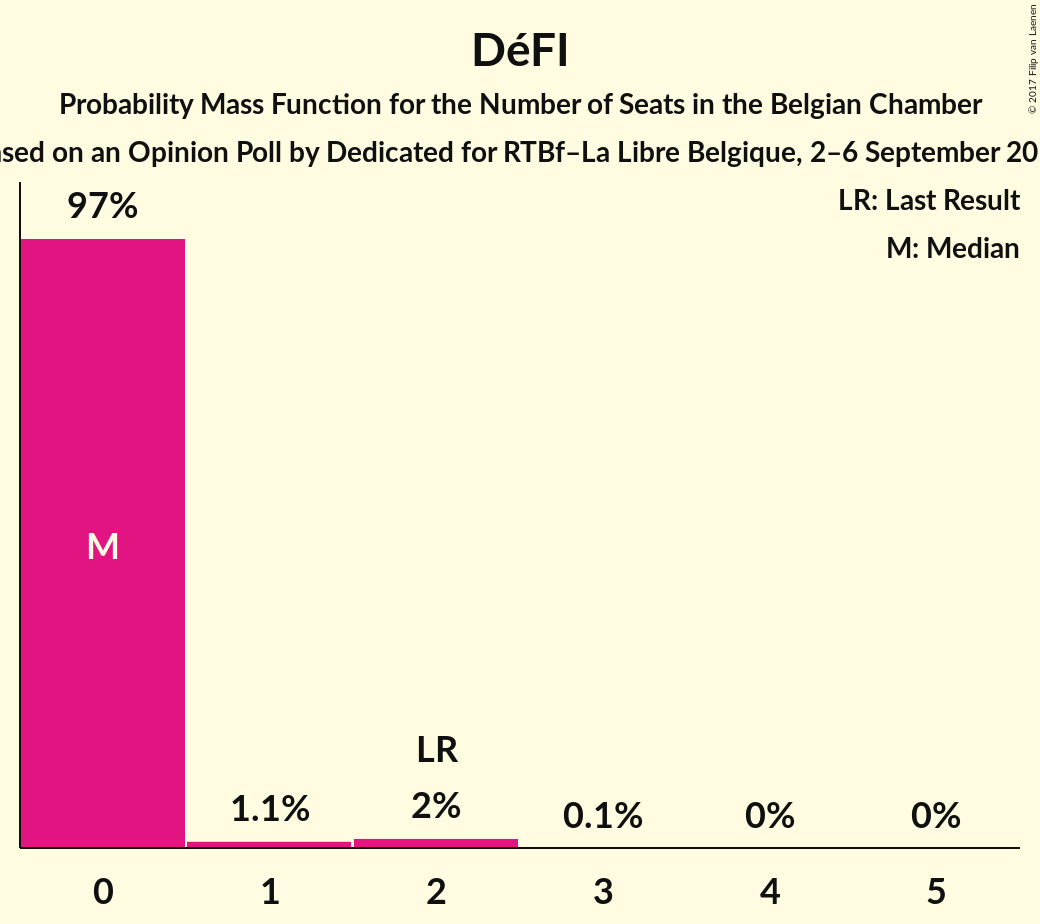 DéFI
Probability Mass Function for the Number of Seats in the Belgian Chamber
on an Opinion Poll by Dedicated for RTBf–La Libre Belgique, 2–6 September
LR: Last Result
M: Median
97%
M
LR
1.1%
2%
0.1%
0%
0%
0
1
2
3
4
5
© 2017 Filip van Laenen